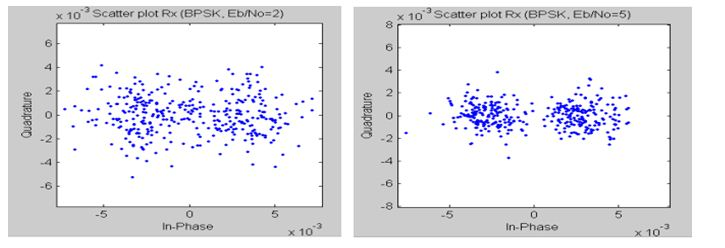 x 10⁻³ Scatter plot Rx (BPSK, Eb/No=2)
6
4
2
0
-2
-4
-6
Quadrature
-5
0
5
In-Phase
x 10⁻³
x 10⁻³ Scatter plot Rx (BPSK, Eb/No=5)
8
6
4
2
0
-2
-4
-6
-8
Quadrature
-5
0
5
In-Phase
x 10⁻³